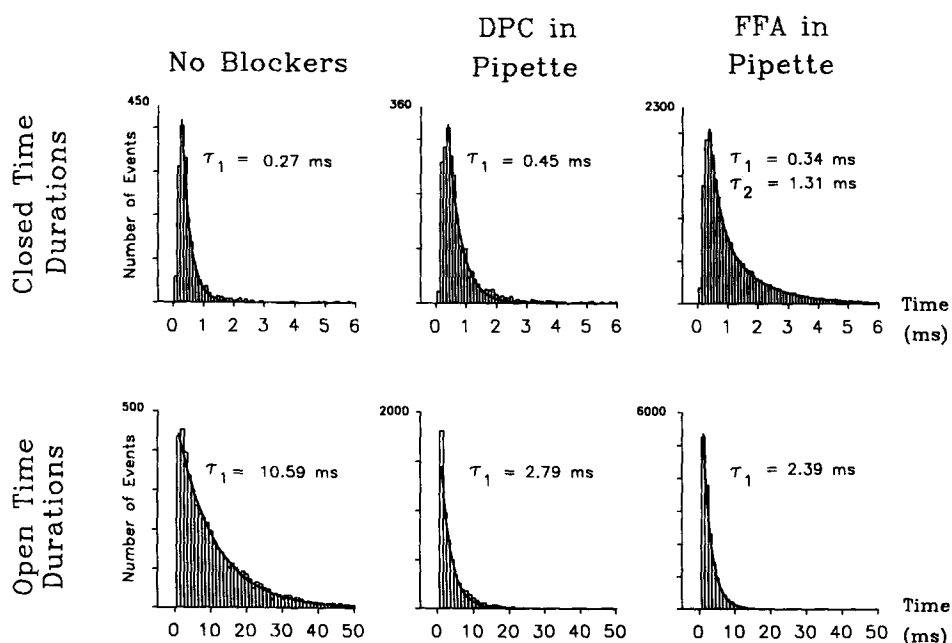 No Blockers
DPC in
Pipette
FFA in
Pipette
Closed Time
Durations
Number of Events
450
τ1 = 0.27 ms
0 1 2 3 4 5 6
360
τ1 = 0.45 ms
0 1 2 3 4 5 6
2300
τ1 = 0.34 ms
τ2 = 1.31 ms
0 1 2 3 4 5 6
Time
(ms)
Open Time
Durations
Number of Events
500
τ1 = 10.59 ms
0 10 20 30 40 50
2000
τ1 = 2.79 ms
0 10 20 30 40 50
6000
τ1 = 2.39 ms
0 10 20 30 40 50
Time
(ms)